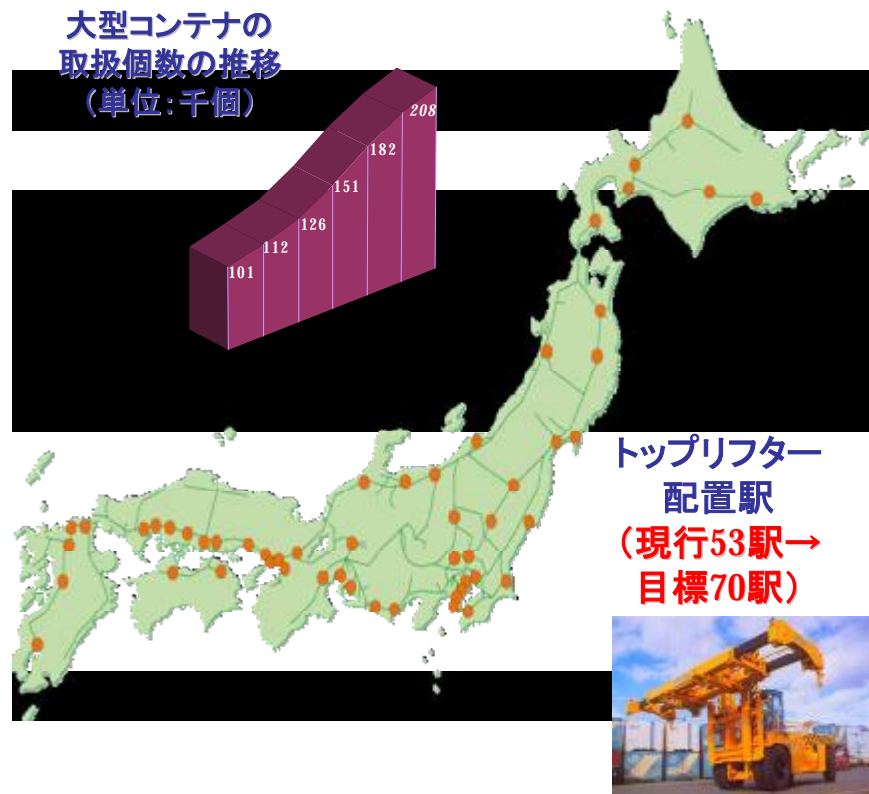 大型コンテナの
取扱個数の推移
（単位：千個）
208
182
151
126
112
101
トップリフター
配置駅
（現行53駅→
目標70駅）